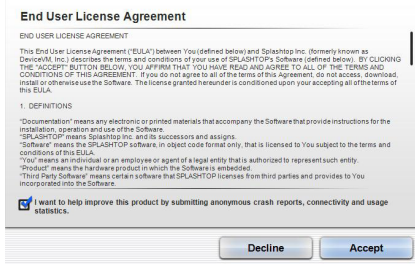 End User License Agreement
END USER LICENSE AGREEMENT
This End User License Agreement ("EULA") between You (defined below) and Splashtop Inc. (formerly known as
DeviceVM, Inc.) describes the terms and conditions of your use of SPLASHTOP's Software (defined below). BY CLICKING
THE "ACCEPT" BUTTON BELOW, YOU AFFIRM THAT YOU HAVE READ AND AGREE TO ALL OF THE TERMS AND
CONDITIONS OF THIS AGREEMENT. If you do not agree to all of the terms of this Agreement, do not access, download,
install or otherwise use the Software. The license granted hereunder is conditioned upon your accepting all of the terms of
this EULA.
1. DEFINITIONS
"Documentation" means any electronic or printed materials that accompany the Software that provide instructions for the
installation, operation and use of the Software.
"SPLASHTOP" means Splashtop Inc. and its successors and assigns.
"Software" means the SPLASHTOP software, in object code format only, that is licensed to You subject to the terms and
conditions of this EULA.
"You" means an individual or an employee or agent of a legal entity that is authorized to represent such entity.
"Product" means the hardware product in which the Software is embedded.
"Third Party Software" means certain software that SPLASHTOP licenses from third parties and provides to You
incorporated into the Software.
I want to help improve this product by submitting anonymous crash reports, connectivity and usage
statistics.
Decline
Accept